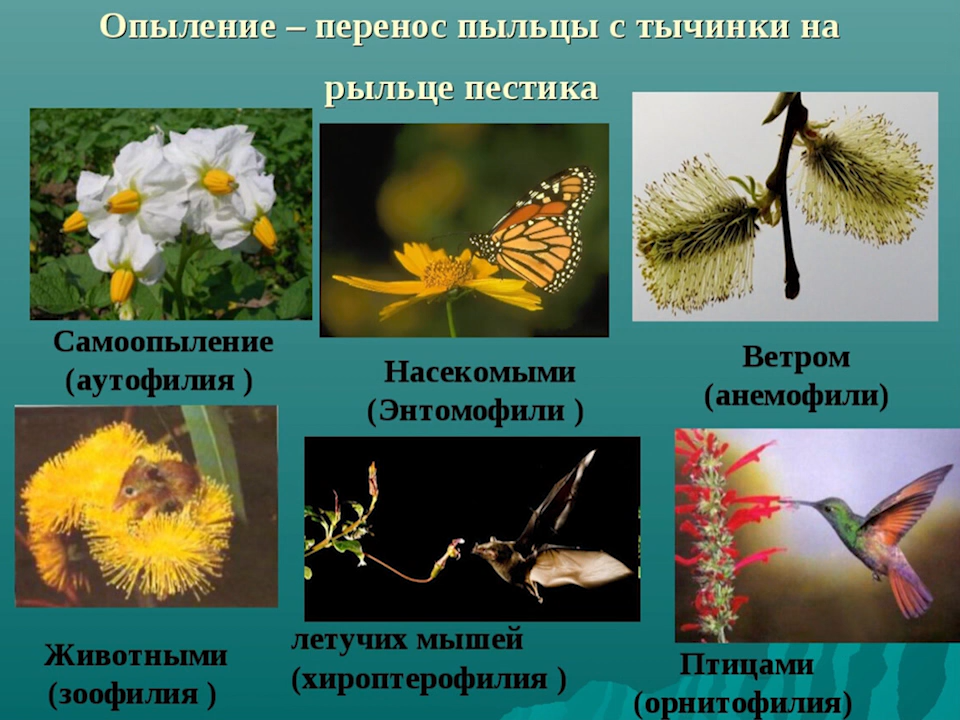 Опыление – перенос пыльцы с тычинки на
рыльце пестика
Самоопыление
(аутофилия )
Насекомыми
(Энтомофили )
Ветром
(анемофили)
Животными
(зоофилия )
летучих мышей
(хироптерофилия )
Птицами
(орнитофилия)